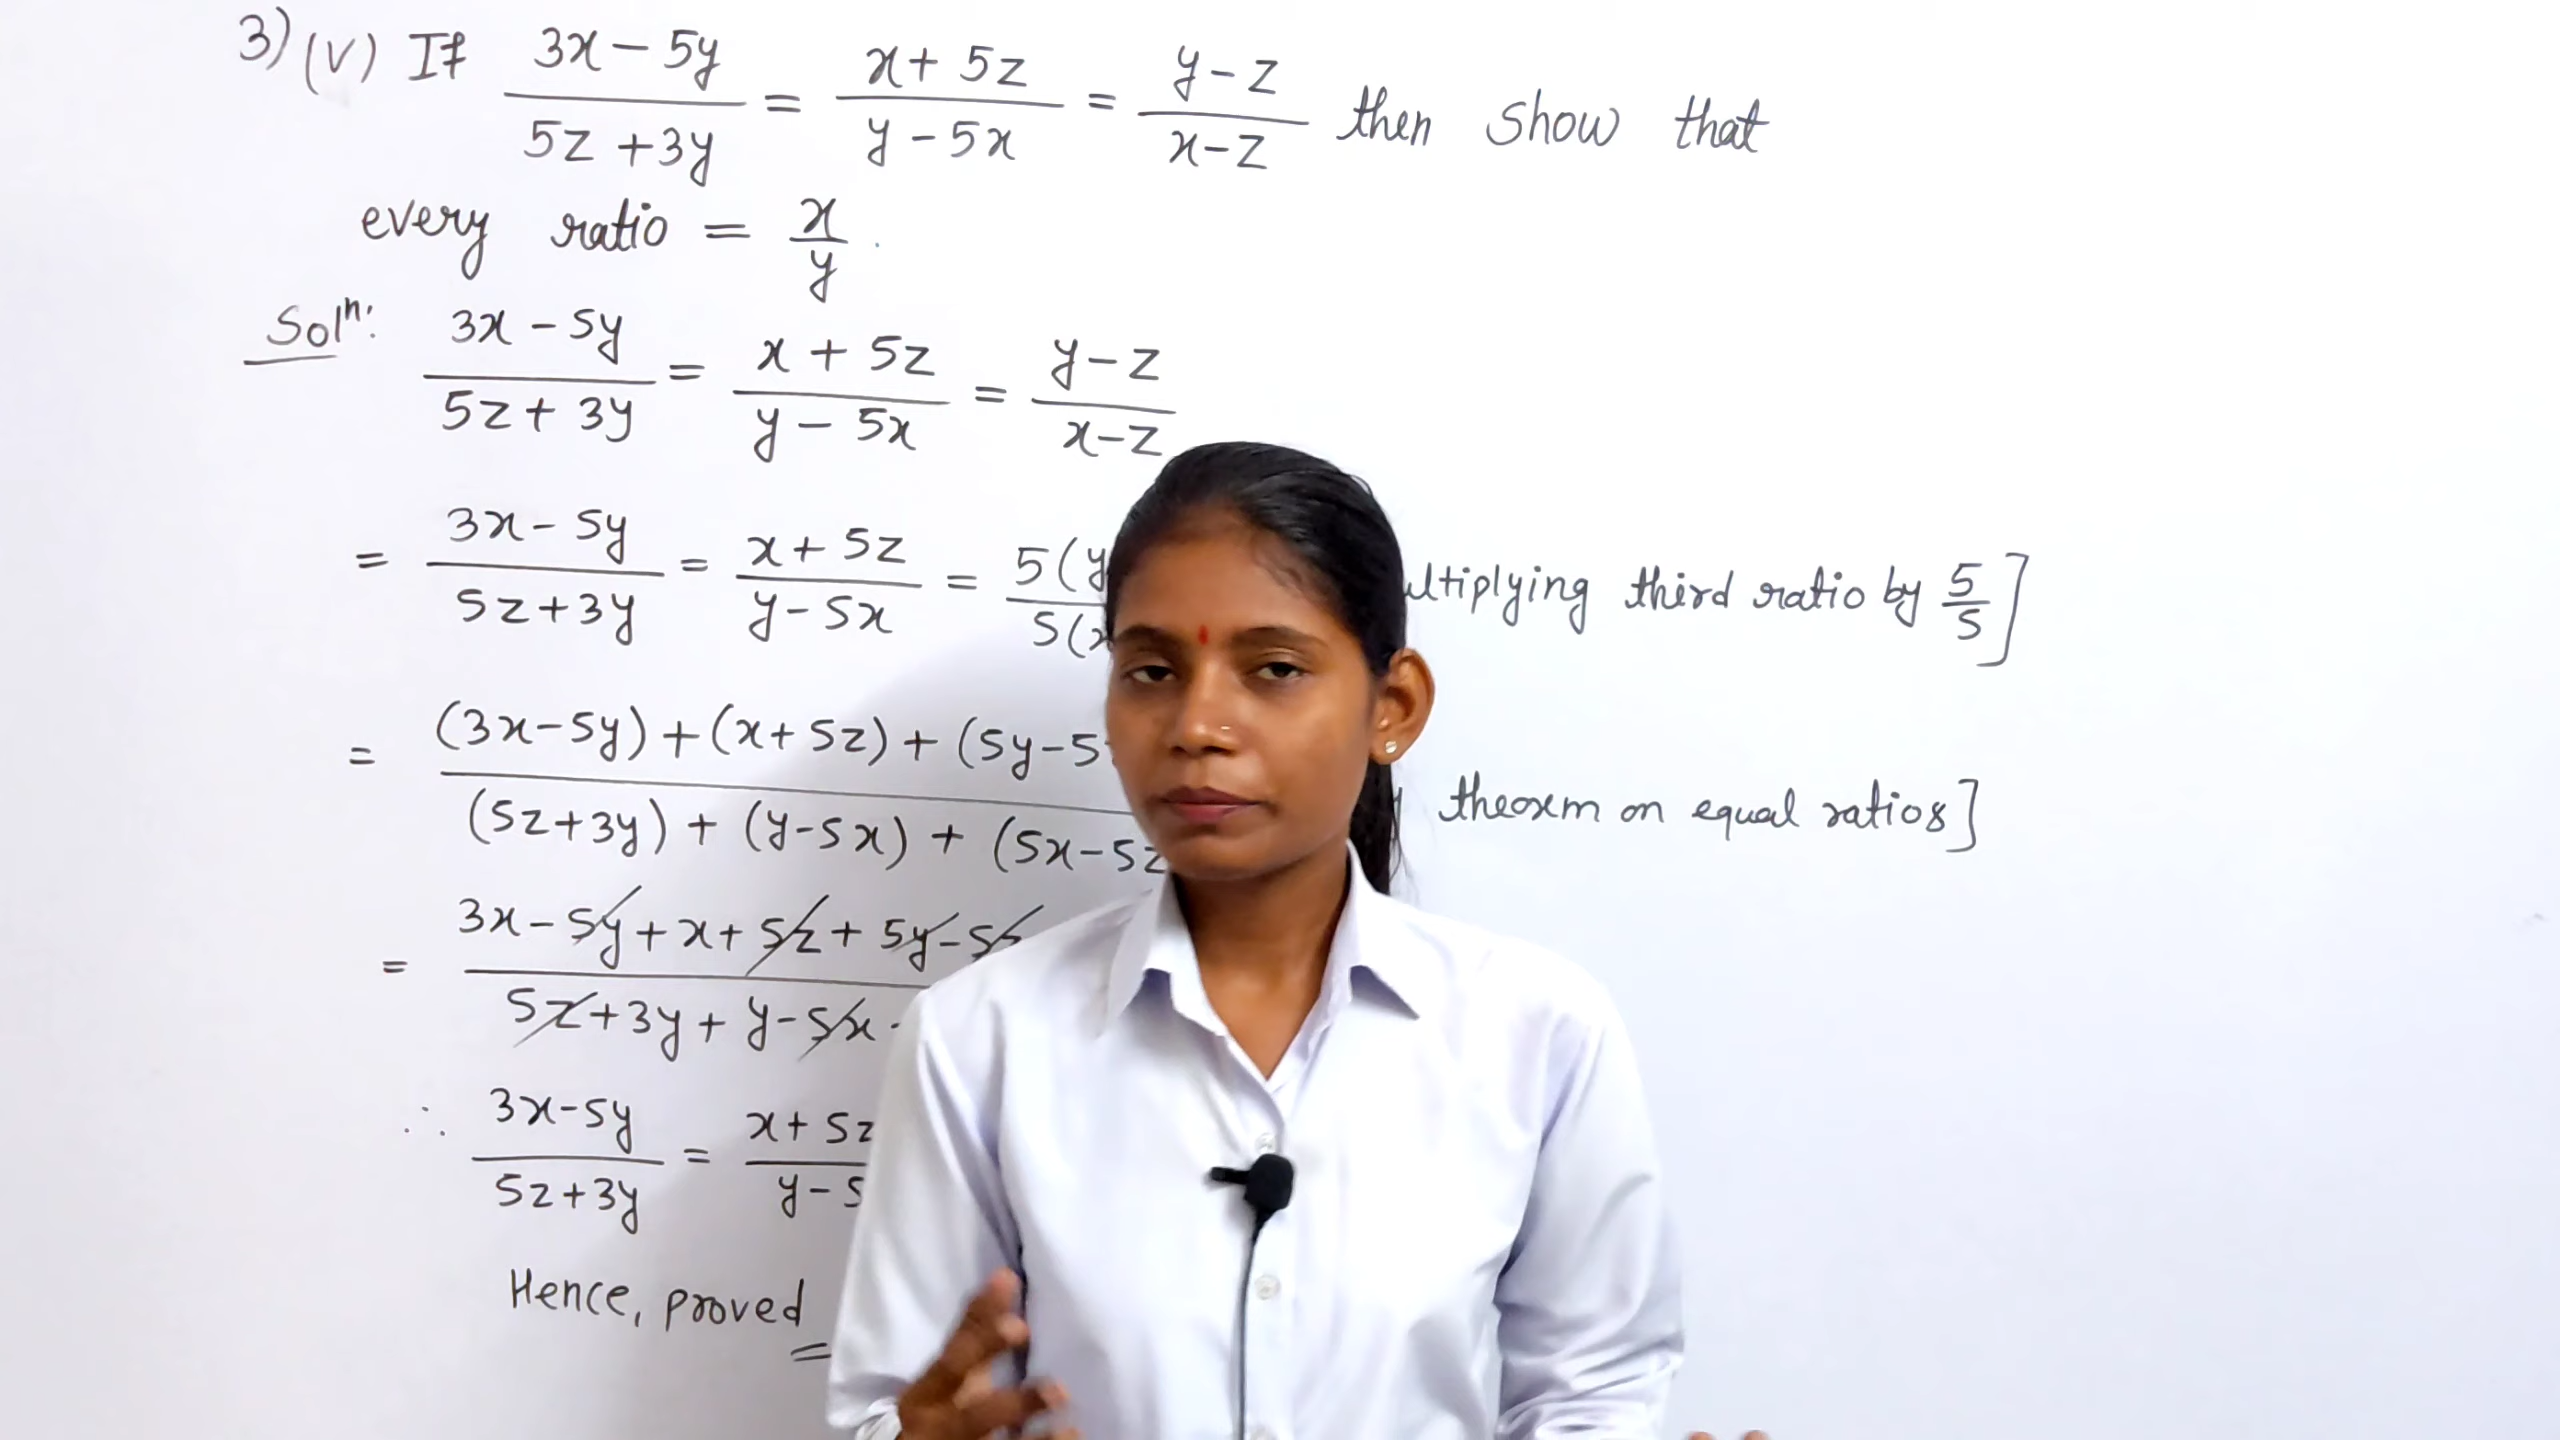 3) (V) If (3x - 5y)/(5z + 3y) = (x + 5z)/(y - 5x) = (y - z)/(x - z) then show that
every ratio = x/y.
Solⁿ: (3x - 5y)/(5z + 3y) = (x + 5z)/(y - 5x) = (y - z)/(x - z)
= (3x - 5y)/(5z + 3y) = (x + 5z)/(y - 5x) = 5(y / 5(x ultiplying third ratio by 5/5]
= (3x-5y) + (x + 5z) + (5y-5 / (5z+3y) + (y-5x) + (5x-5z theorem on equal ratios]
= 3x - 5y + x + 5z + 5y - 5z / 5z + 3y + y - 5x
∴ (3x-5y)/(5z+3y) = x + 5z / y - 5
Hence, proved